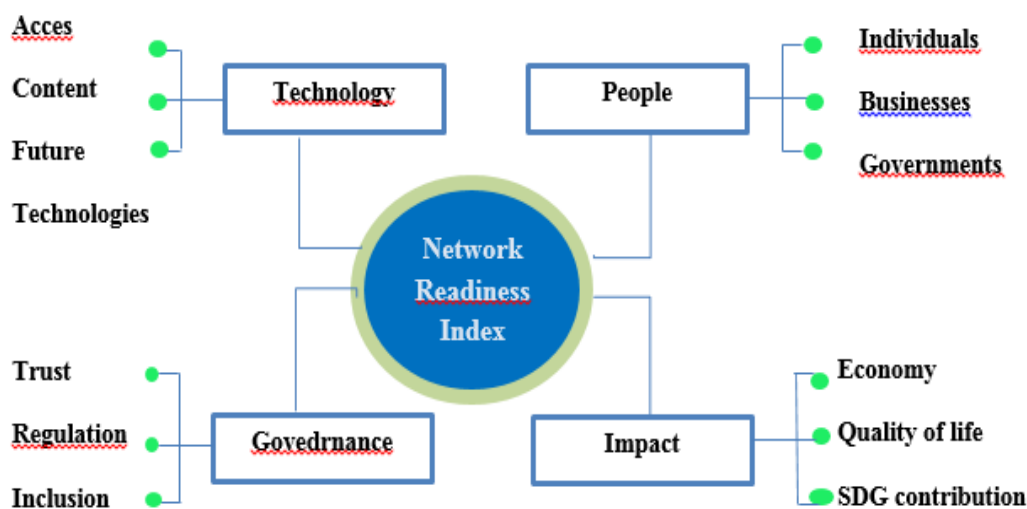 Acces
Content
Future
Technologies
Technology
People
Individuals
Businesses
Governments
Network
Readiness
Index
Trust
Regulation
Inclusion
Govedrnance
Impact
Economy
Quality of life
SDG contribution